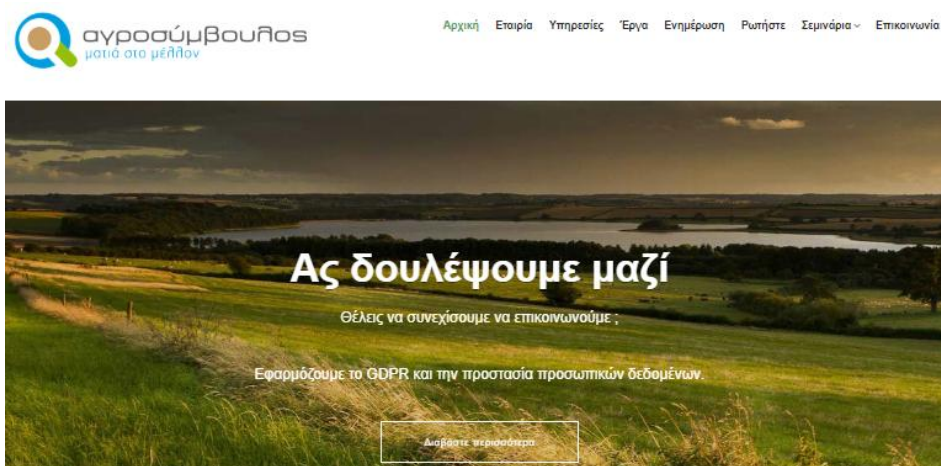 αγροσύμβουλος
ματιά στο μέλλον
Αρχική Εταιρία Υπηρεσίες Έργα Ενημέρωση Ρωτήστε Σεμινάρια Επικοινωνία
Ας δουλέψουμε μαζί
Θέλεις να συνεχίσουμε να επικοινωνούμε ;
Εφαρμόζουμε το GDPR και την προστασία προσωπικών δεδομένων.
Διαβάστε περισσότερα